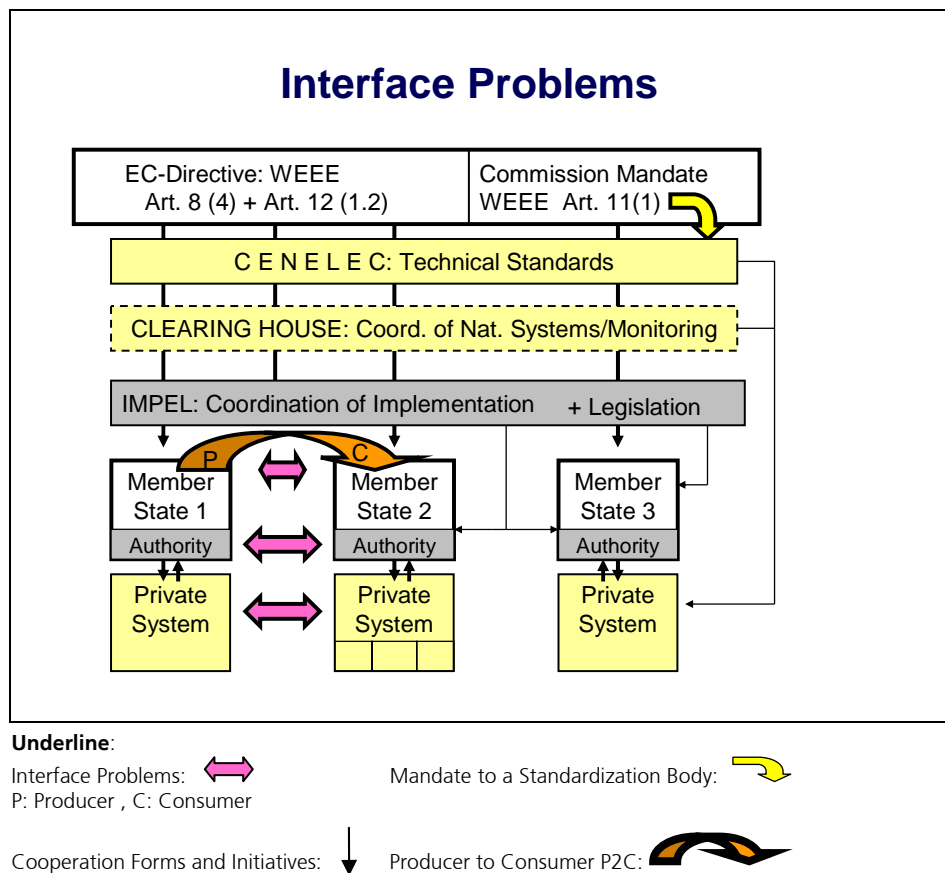 Interface Problems
EC-Directive: WEEE
Art. 8 (4) + Art. 12 (1.2)
Commission Mandate
WEEE Art. 11(1)
C E N E L E C: Technical Standards
CLEARING HOUSE: Coord. of Nat. Systems/Monitoring
IMPEL: Coordination of Implementation + Legislation
P
C
Member
State 1
Authority
Private
System
Member
State 2
Authority
Private
System
Member
State 3
Authority
Private
System
Underline:
Interface Problems:
P: Producer , C: Consumer
Mandate to a Standardization Body:
Cooperation Forms and Initiatives:
Producer to Consumer P2C: